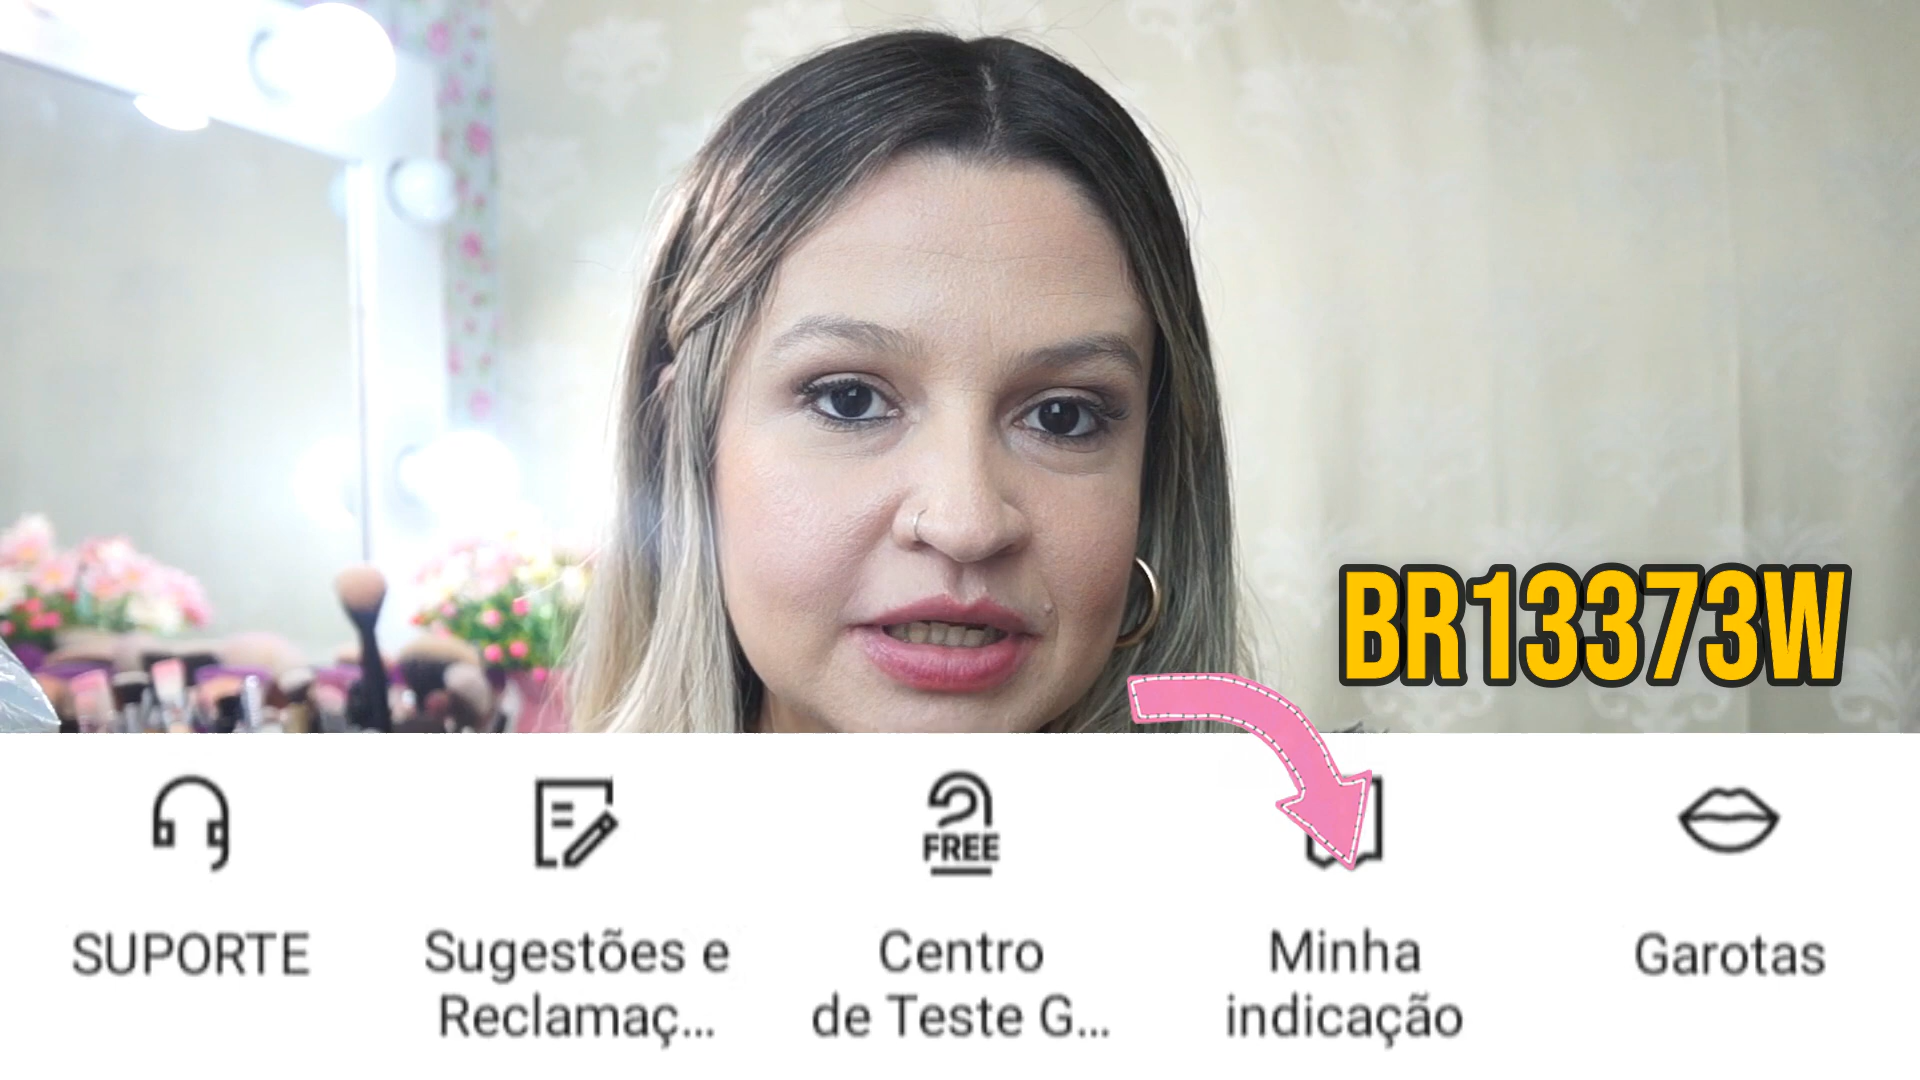 BR13373W
FREE
SUPORTE
Sugestões e
Reclamaç...
Centro
de Teste G...
Minha
indicação
Garotas